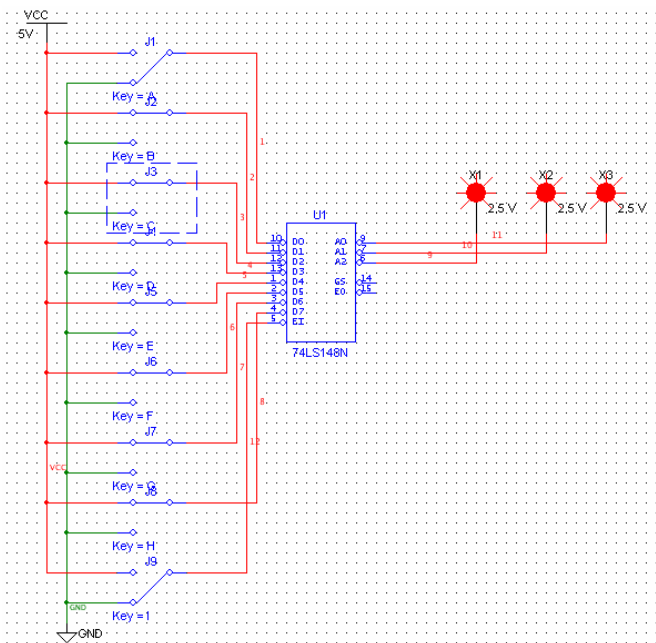 VCC
5V
J1
Key = A
J2
Key = B
J3
Key = C
J4
Key = D
J5
Key = E
J6
Key = F
J7
Key = G
J8
Key = H
J9
Key = 1
VCC
GND
GND
1
2
3
4
5
6
7
8
12
U1
10 D0 A0 9
11 D1 A1 7
12 D2 A2 6
13 D3
1 D4 GS 14
2 D5 E0 15
3 D6
4 D7
5 EI
74LS148N
11
10
9
X1 X2 X3
2.5 V 2.5 V 2.5 V